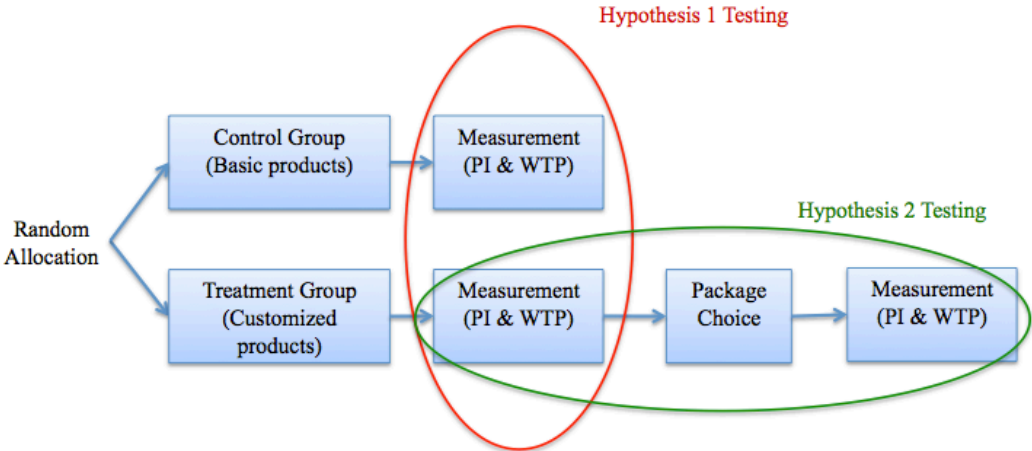 Hypothesis 1 Testing
Control Group
(Basic products)
Measurement
(PI & WTP)
Hypothesis 2 Testing
Random
Allocation
Treatment Group
(Customized
products)
Measurement
(PI & WTP)
Package
Choice
Measurement
(PI & WTP)